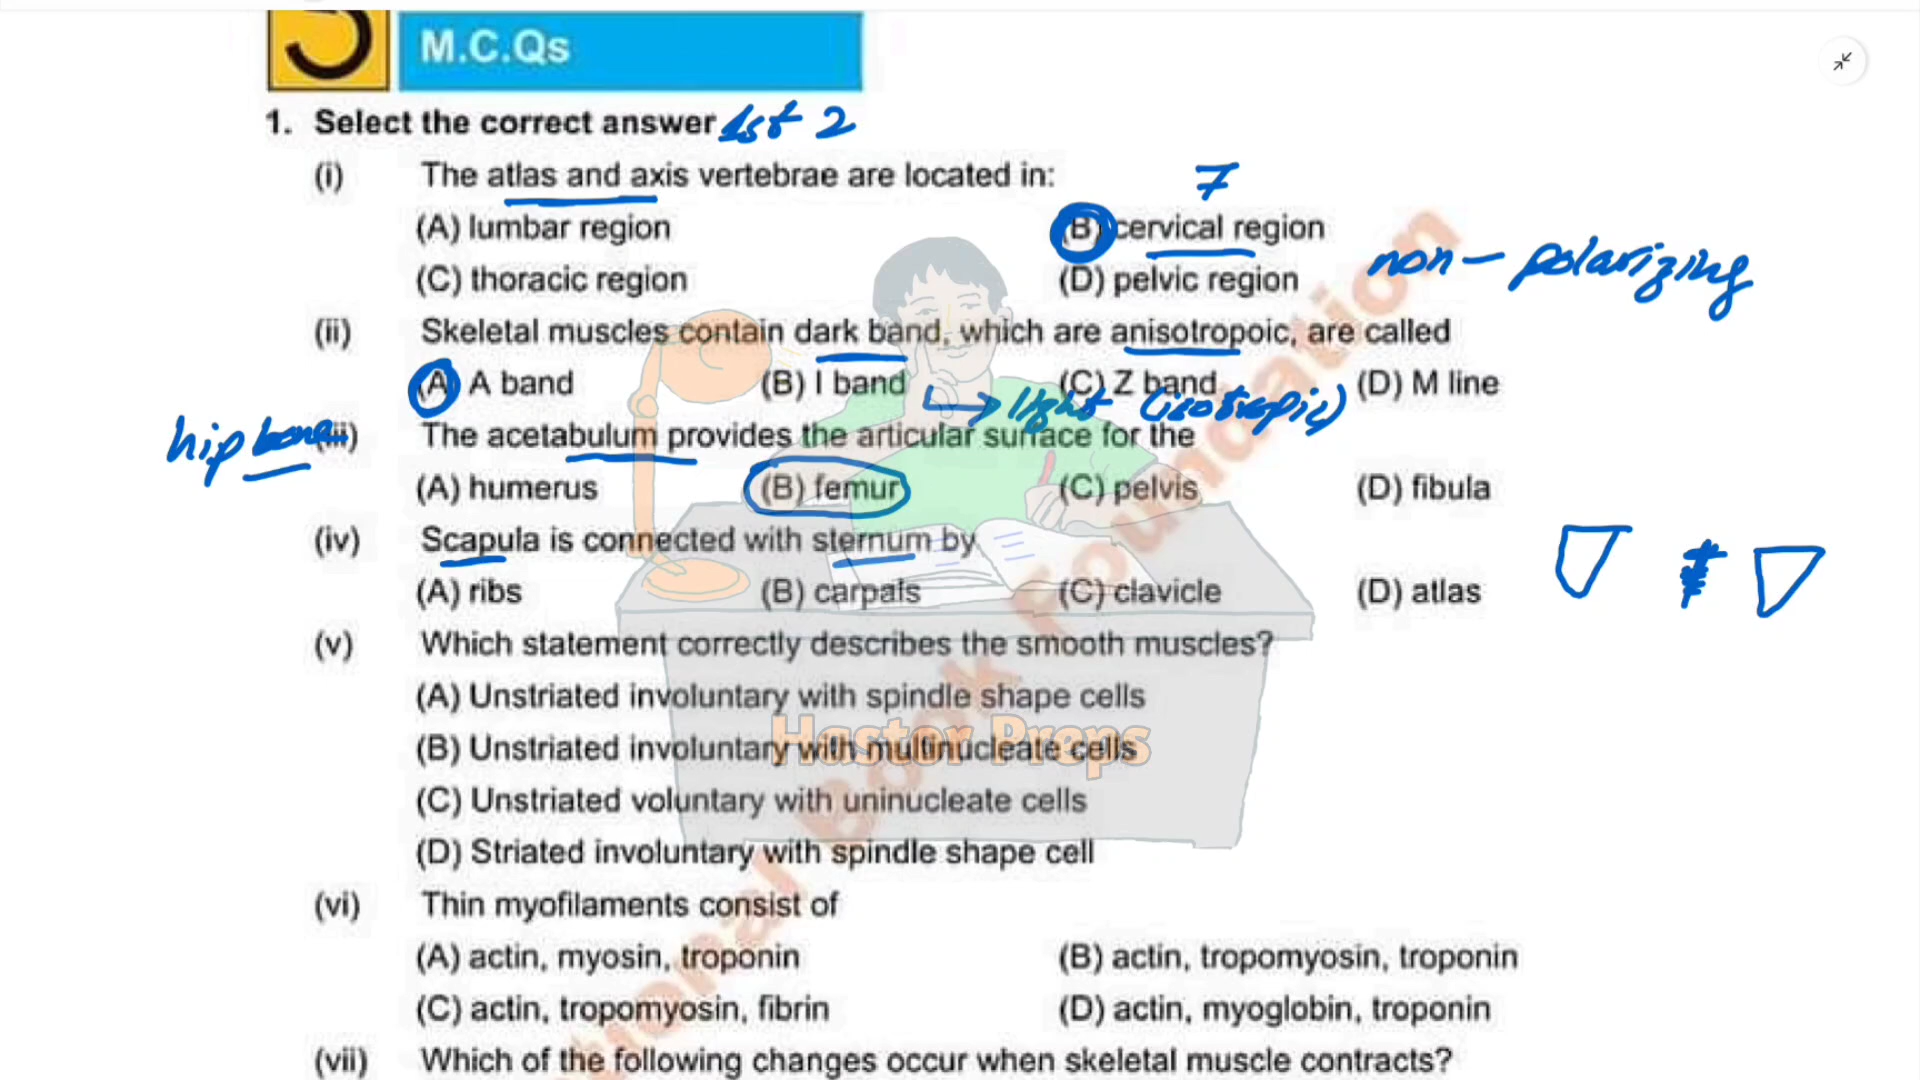 M.C.Qs
1. Select the correct answer 1st 2
(i) The atlas and axis vertebrae are located in:
7
(A) lumbar region (B) cervical region
non-polarizing
(C) thoracic region (D) pelvic region
(ii) Skeletal muscles contain dark band, which are anisotropoic, are called
(A) A band (B) I band (C) Z band (D) M line
light (isotropic)
hip bone
(iii) The acetabulum provides the articular surface for the
(A) humerus (B) femur (C) pelvis (D) fibula
(iv) Scapula is connected with sternum by
(A) ribs (B) carpals (C) clavicle (D) atlas
(v) Which statement correctly describes the smooth muscles?
(A) Unstriated involuntary with spindle shape cells
Hastor Preps
(B) Unstriated involuntary with multinucleate cells
(C) Unstriated voluntary with uninucleate cells
(D) Striated involuntary with spindle shape cell
(vi) Thin myofilaments consist of
(A) actin, myosin, troponin (B) actin, tropomyosin, troponin
(C) actin, tropomyosin, fibrin (D) actin, myoglobin, troponin
(vii) Which of the following changes occur when skeletal muscle contracts?
Book Foundation